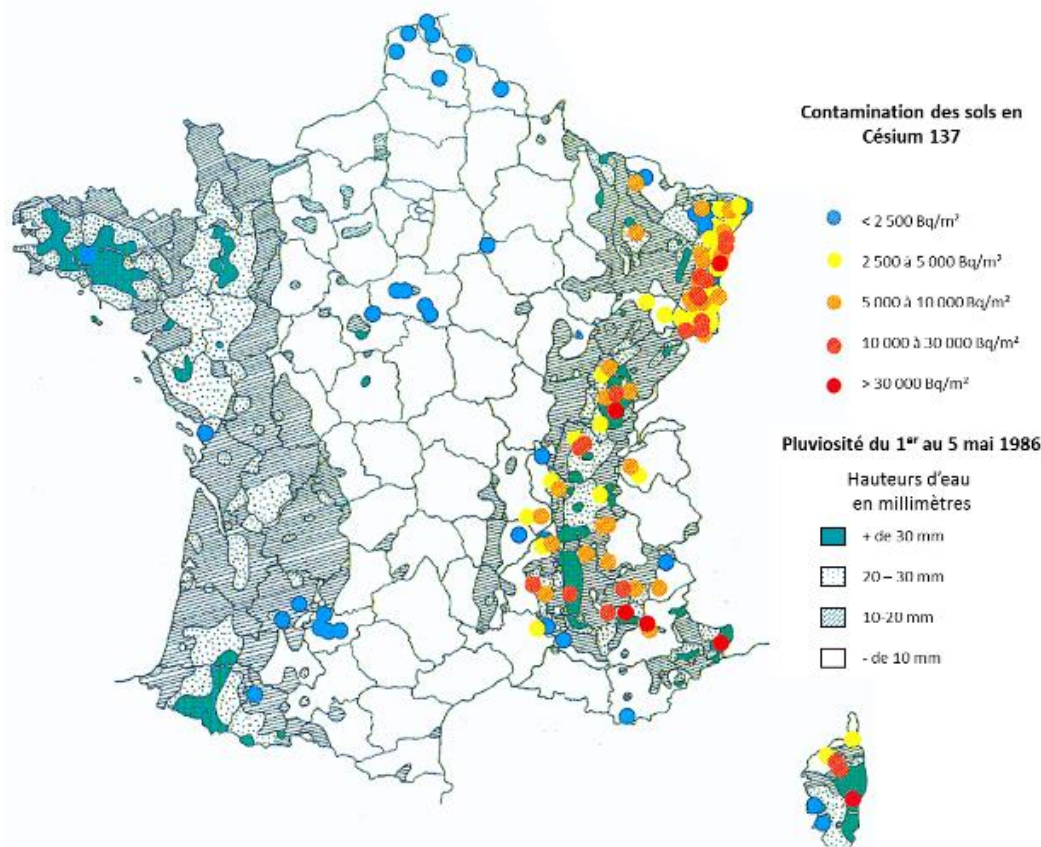 Contamination des sols en
Césium 137
< 2 500 Bq/m²
2 500 à 5 000 Bq/m²
5 000 à 10 000 Bq/m²
10 000 à 30 000 Bq/m²
> 30 000 Bq/m²
Pluviosité du 1er au 5 mai 1986
Hauteurs d'eau
en millimètres
+ de 30 mm
20 – 30 mm
10-20 mm
- de 10 mm